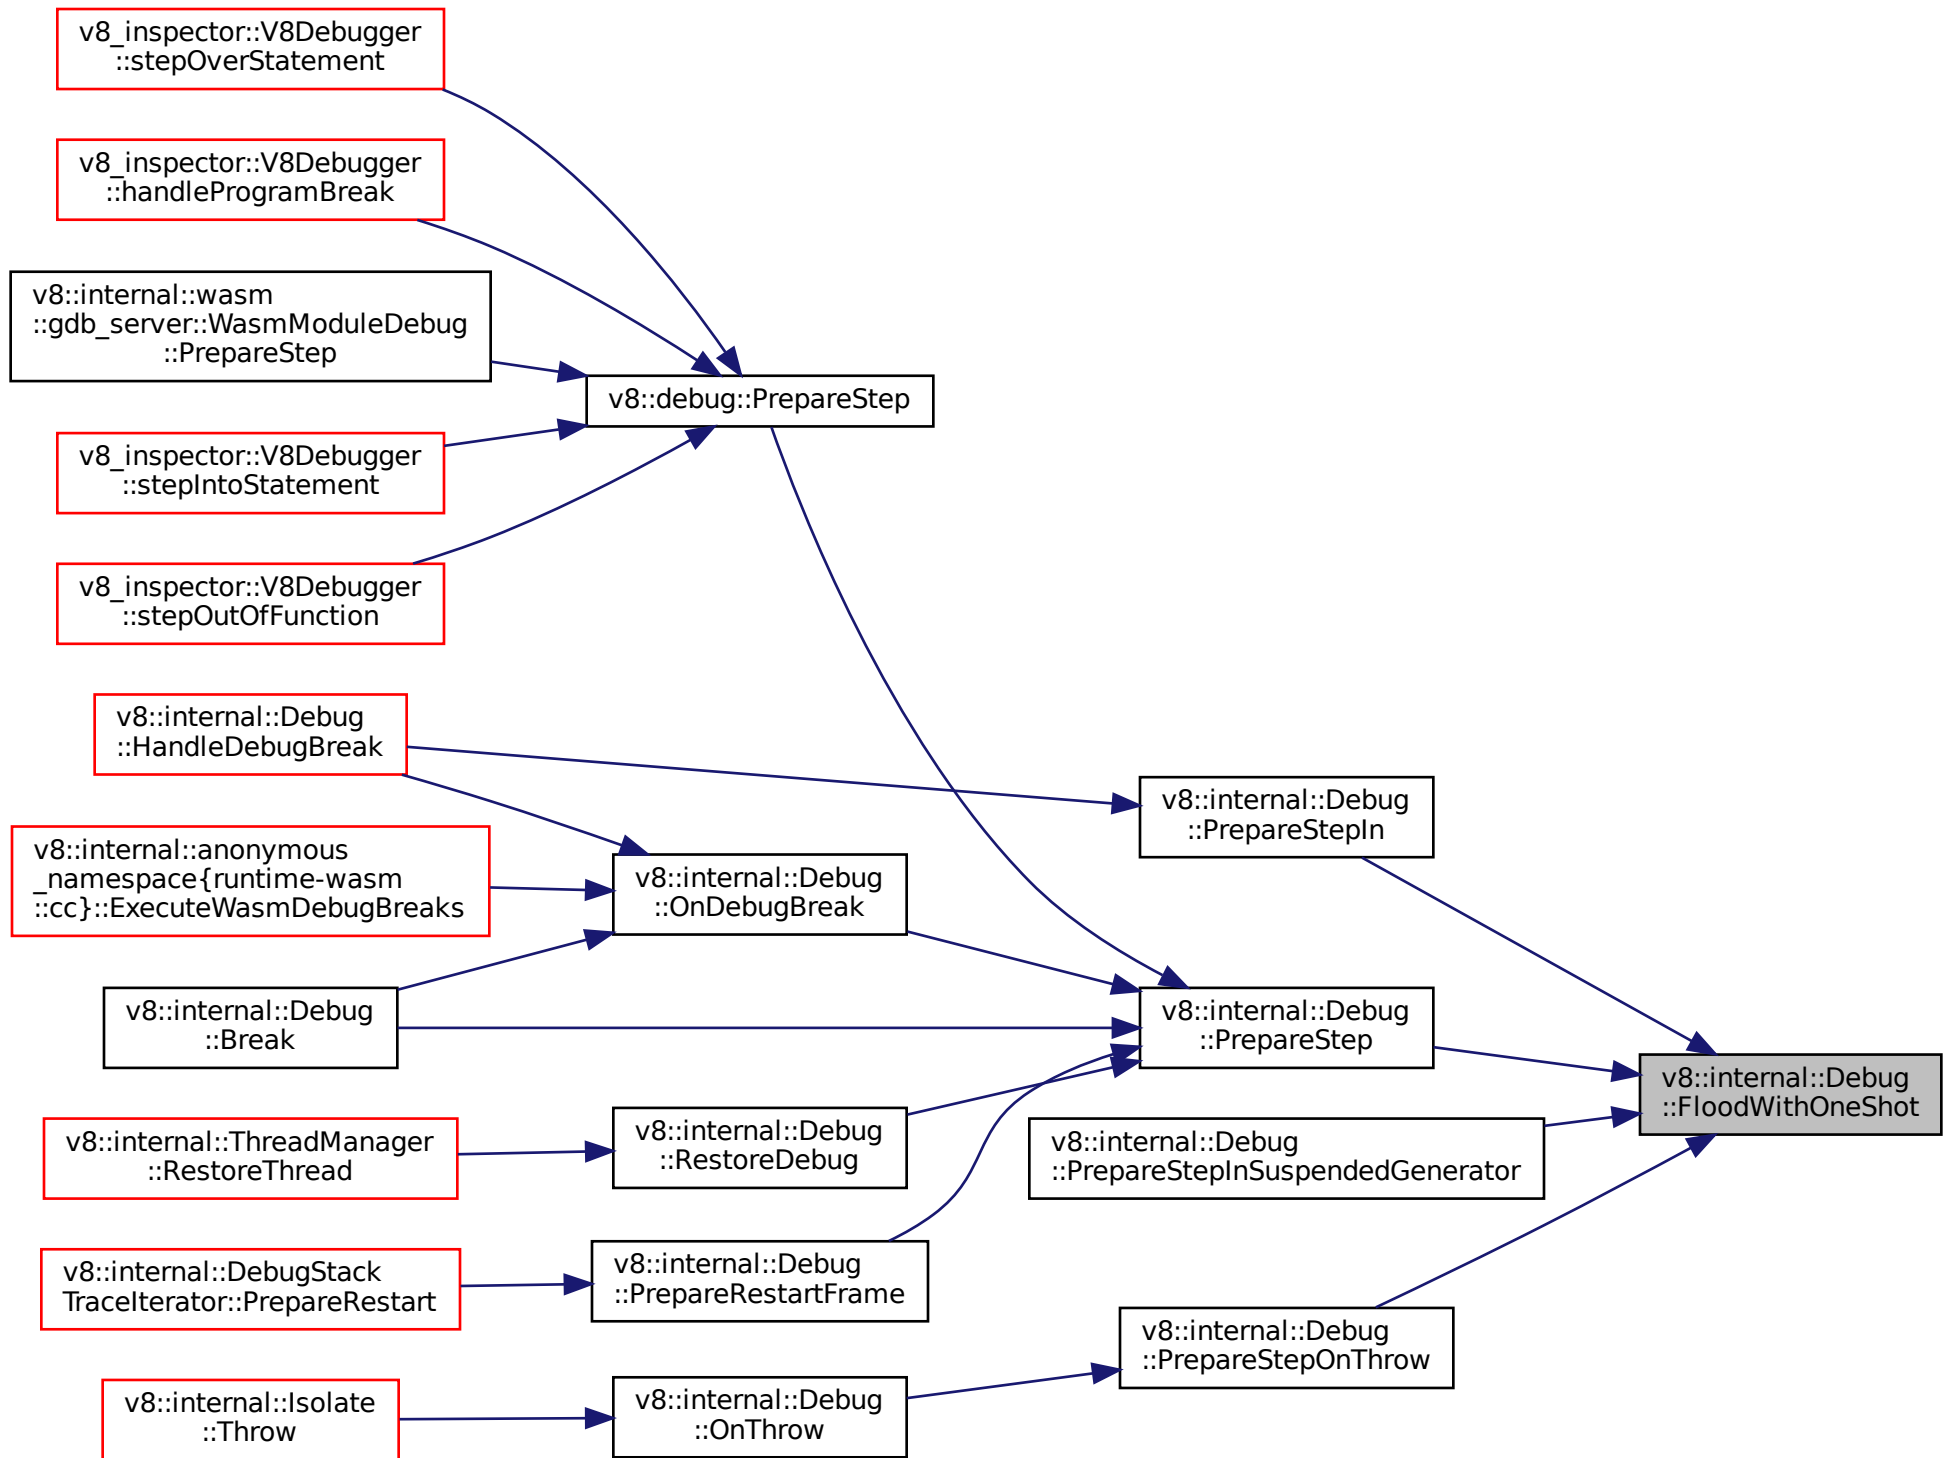 v8_inspector::V8Debugger
::stepOverStatement
v8_inspector::V8Debugger
::handleProgramBreak
v8::internal::wasm
::gdb_server::WasmModuleDebug
::PrepareStep
v8::debug::PrepareStep
v8_inspector::V8Debugger
::stepIntoStatement
v8_inspector::V8Debugger
::stepOutOfFunction
v8::internal::Debug
::HandleDebugBreak
v8::internal::Debug
::PrepareStepIn
v8::internal::anonymous
_namespace{runtime-wasm
::cc}::ExecuteWasmDebugBreaks
v8::internal::Debug
::OnDebugBreak
v8::internal::Debug
::Break
v8::internal::Debug
::PrepareStep
v8::internal::Debug
::FloodWithOneShot
v8::internal::ThreadManager
::RestoreThread
v8::internal::Debug
::RestoreDebug
v8::internal::Debug
::PrepareStepInSuspendedGenerator
v8::internal::DebugStack
TraceIterator::PrepareRestart
v8::internal::Debug
::PrepareRestartFrame
v8::internal::Debug
::PrepareStepOnThrow
v8::internal::Isolate
::Throw
v8::internal::Debug
::OnThrow